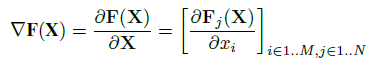 ∇F(X) = ∂F(X)/∂X = [∂F_j(X)/∂x_i]_{i∈1..M,j∈1..N}